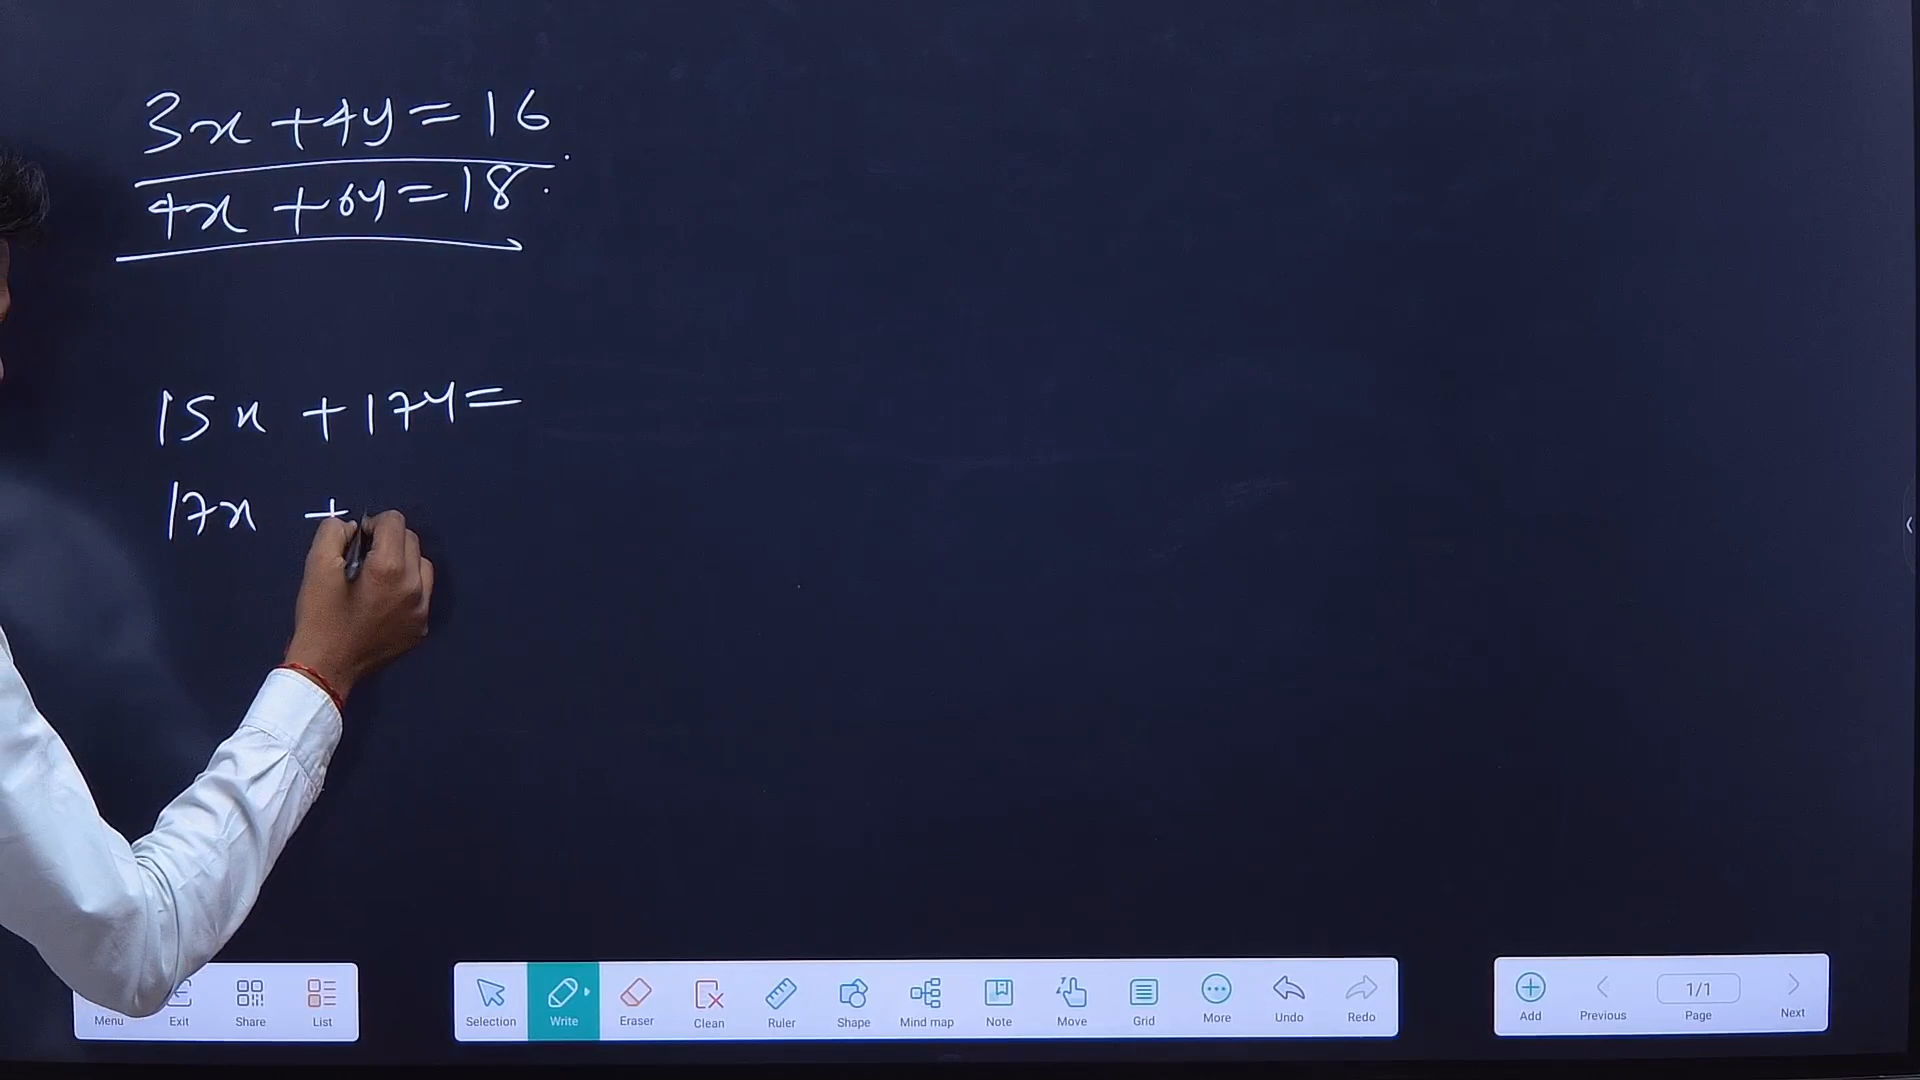 3x+4y=16
4x+6y=18
15x+17y=
17x +
Menu Exit Share List Selection Write Eraser Clean Ruler Shape Mind map Note Move Grid More Undo Redo Add Previous 1/1 Page Next